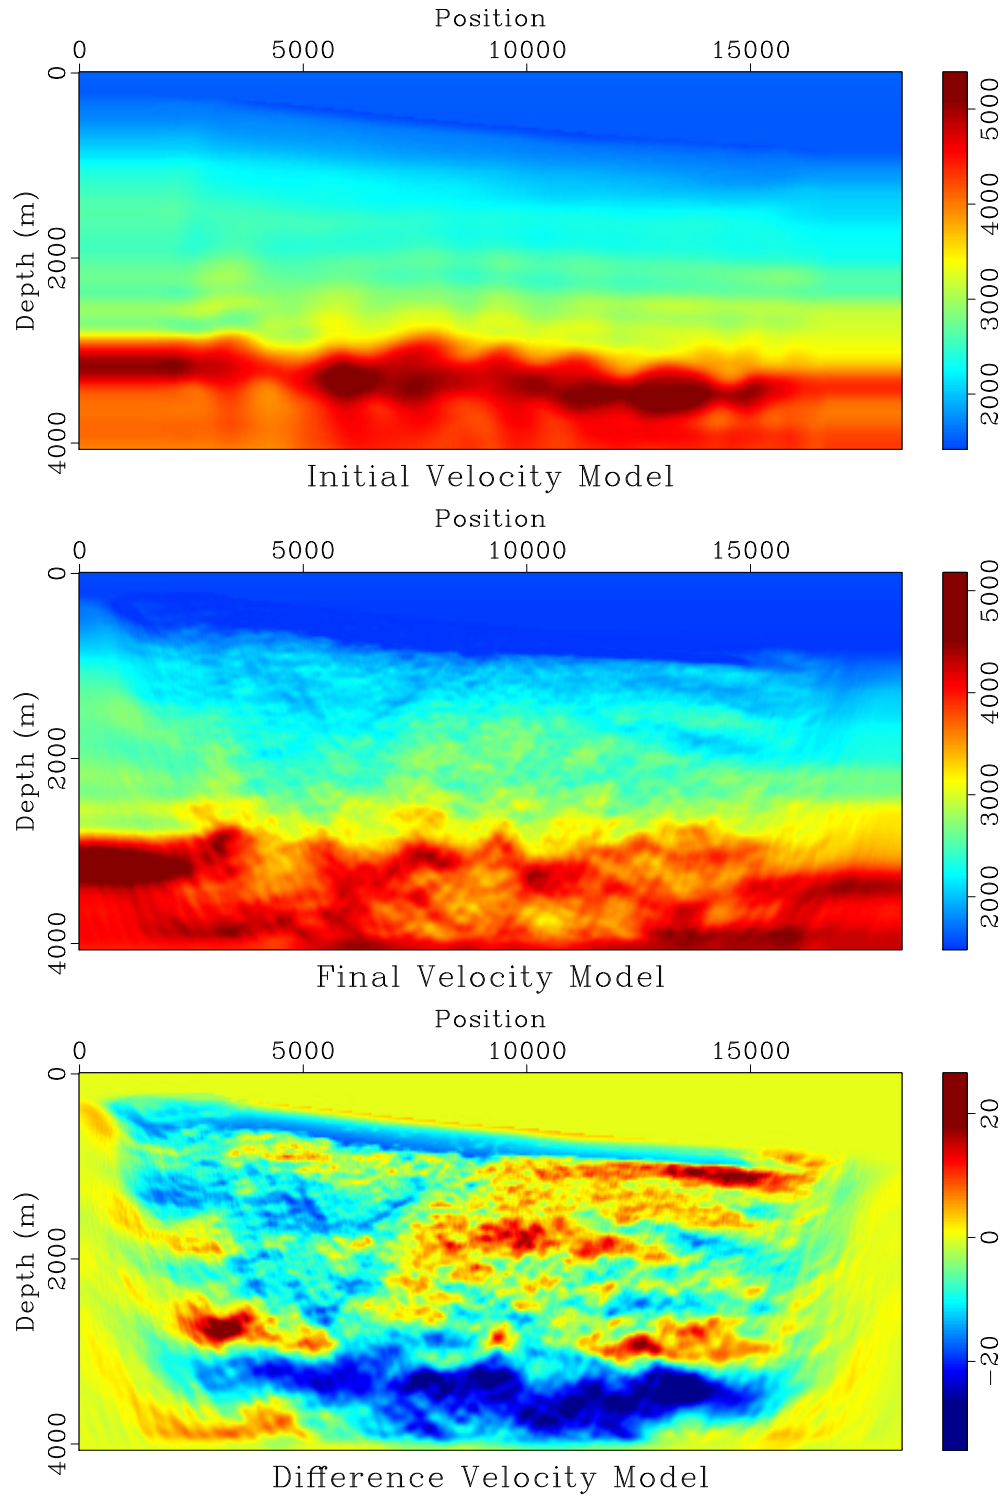 Position
0 5000 10000 15000
0
2000
4000
Depth (m)
5000
4000
3000
2000
Initial Velocity Model
Position
0 5000 10000 15000
0
2000
4000
Depth (m)
5000
4000
3000
2000
Final Velocity Model
Position
0 5000 10000 15000
0
2000
4000
Depth (m)
20
0
−20
Difference Velocity Model